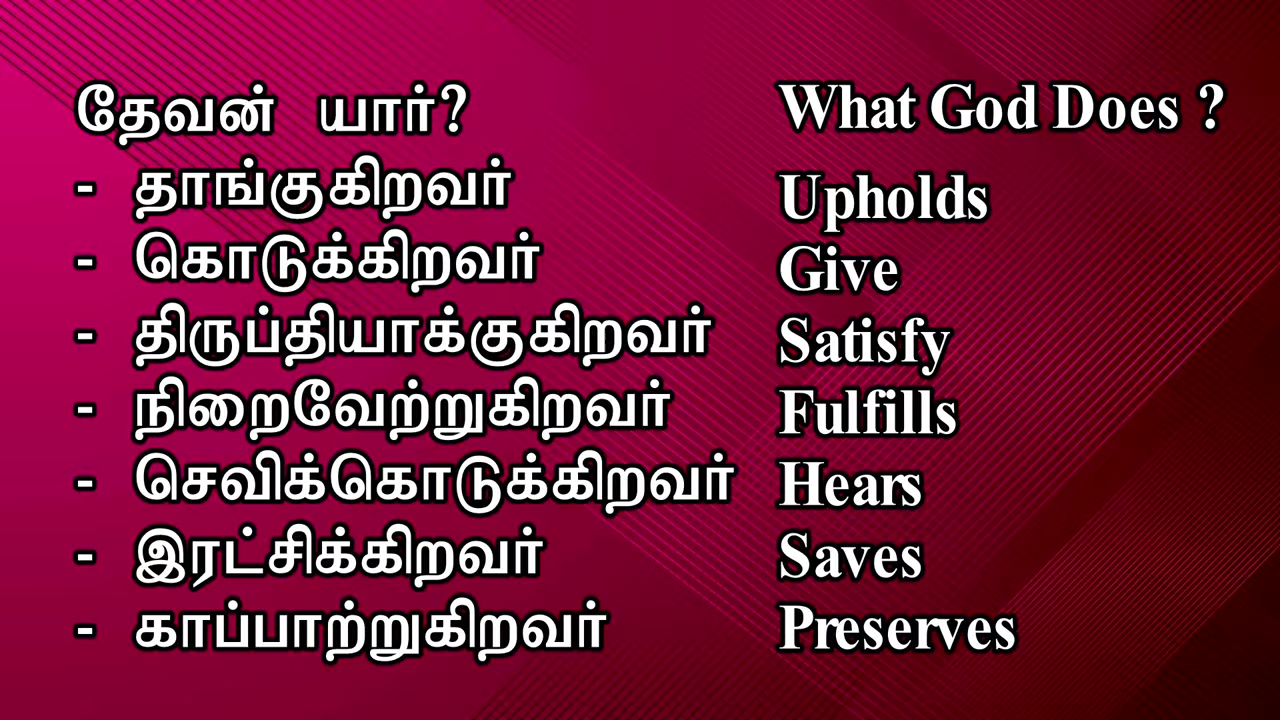 தேவன் யார்?
- தாங்குகிறவர்
- கொடுக்கிறவர்
- திருப்தியாக்குகிறவர்
- நிறைவேற்றுகிறவர்
- செவிக்கொடுக்கிறவர்
- இரட்சிக்கிறவர்
- காப்பாற்றுகிறவர்
What God Does ?
Upholds
Give
Satisfy
Fulfills
Hears
Saves
Preserves